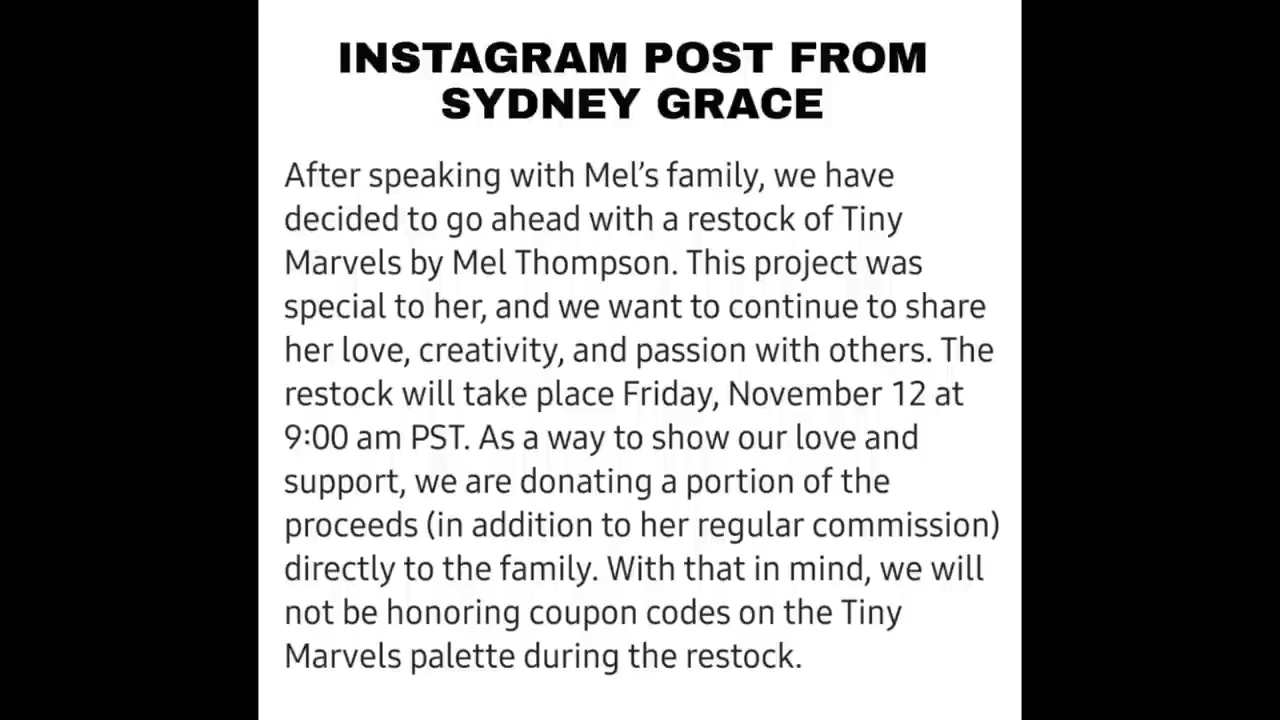 INSTAGRAM POST FROM
SYDNEY GRACE
After speaking with Mel’s family, we have
decided to go ahead with a restock of Tiny
Marvels by Mel Thompson. This project was
special to her, and we want to continue to share
her love, creativity, and passion with others. The
restock will take place Friday, November 12 at
9:00 am PST. As a way to show our love and
support, we are donating a portion of the
proceeds (in addition to her regular commission)
directly to the family. With that in mind, we will
not be honoring coupon codes on the Tiny
Marvels palette during the restock.